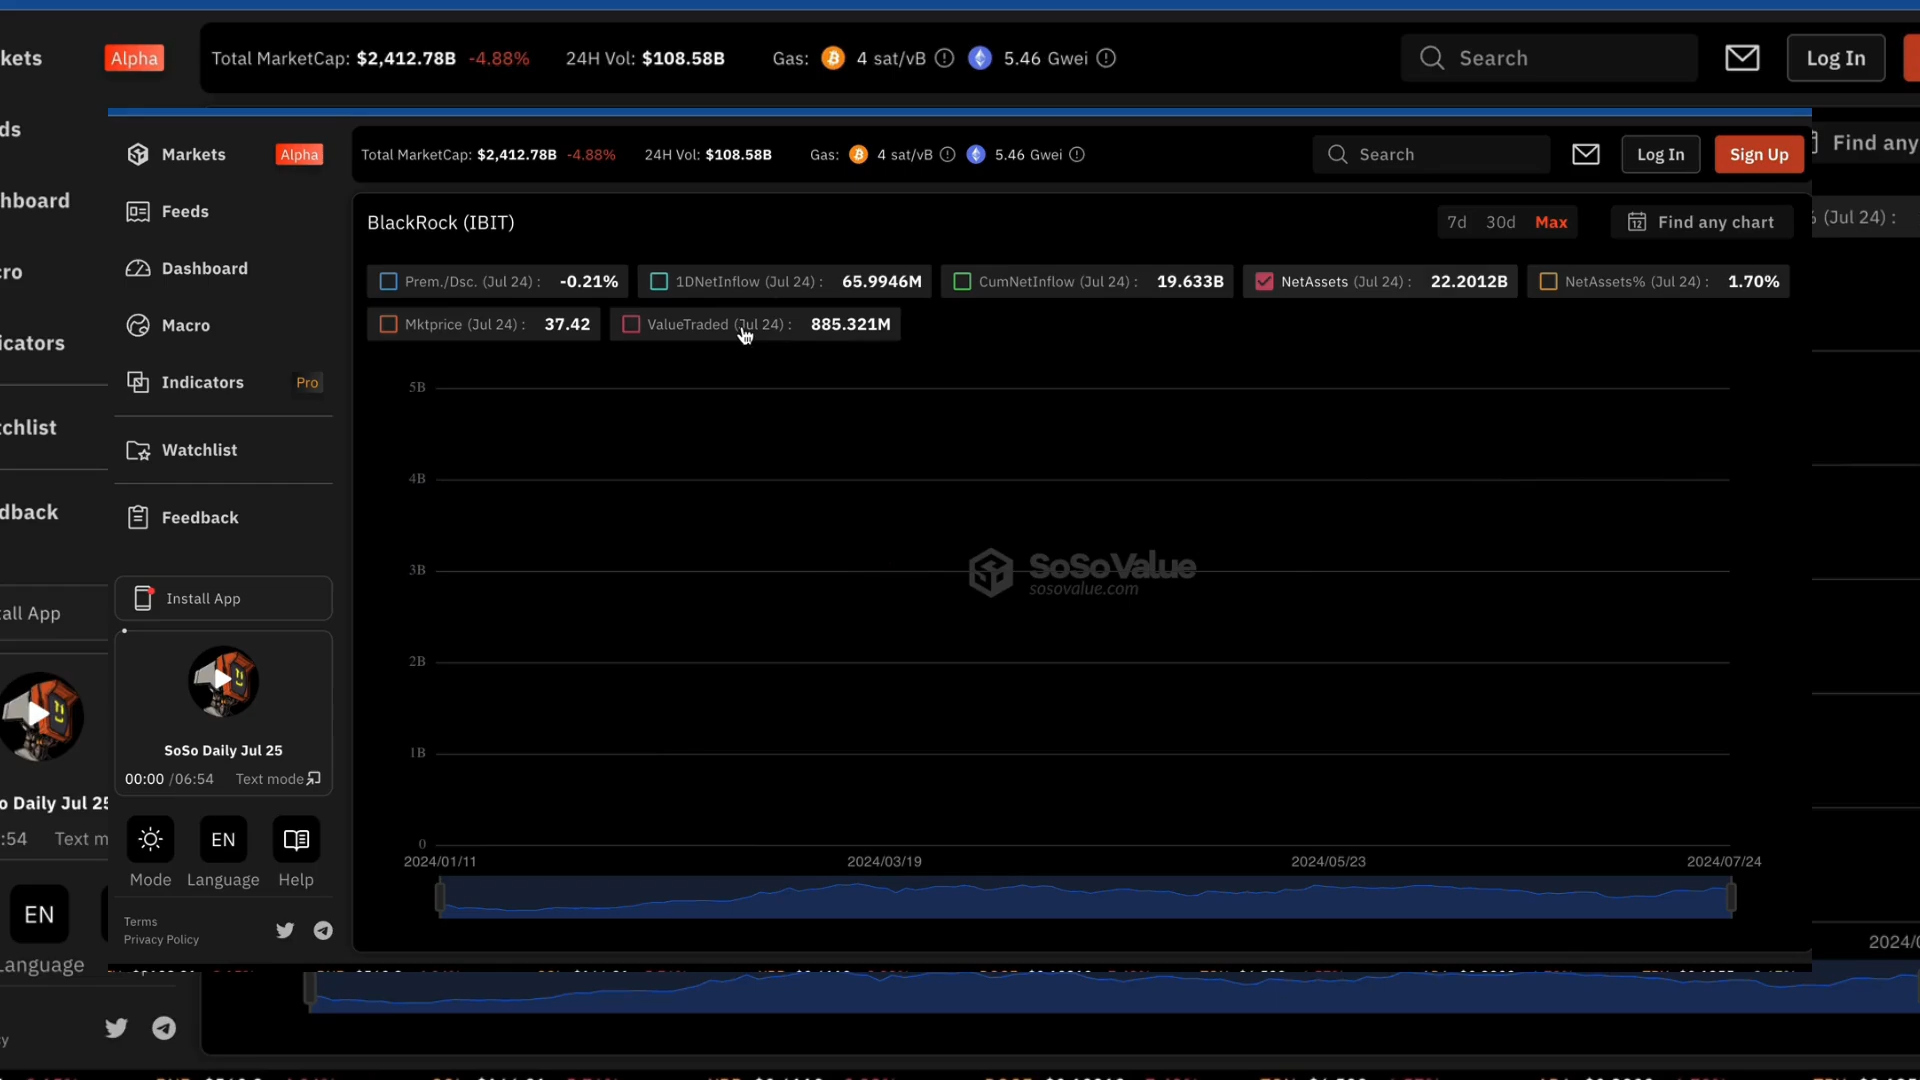 kets
Alpha
Total MarketCap: $2,412.78B -4.88% 24H Vol: $108.58B Gas: 4 sat/vB 5.46 Gwei
Search
Log In
ds
hboard
ro
icators
tchlist
dback
all App
o Daily Jul 25
:54 Text m
EN
anguage
cy
Find any
% (Jul 24) :
2024/0
Markets
Alpha
Feeds
Dashboard
Macro
Indicators
Pro
Watchlist
Feedback
Install App
SoSo Daily Jul 25
00:00 /06:54 Text mode
EN
Mode Language Help
Terms
Privacy Policy
Total MarketCap: $2,412.78B -4.88% 24H Vol: $108.58B Gas: 4 sat/vB 5.46 Gwei
Search
Log In
Sign Up
BlackRock (IBIT)
7d 30d Max
12
Find any chart
Prem./Dsc. (Jul 24) : -0.21%
1DNetInflow (Jul 24) : 65.9946M
CumNetInflow (Jul 24) : 19.633B
NetAssets (Jul 24) : 22.2012B
NetAssets% (Jul 24) : 1.70%
Mktprice (Jul 24) : 37.42
ValueTraded (Jul 24) : 885.321M
5B
4B
3B
2B
1B
0
SoSoValue
sosovalue.com
2024/01/11 2024/03/19 2024/05/23 2024/07/24